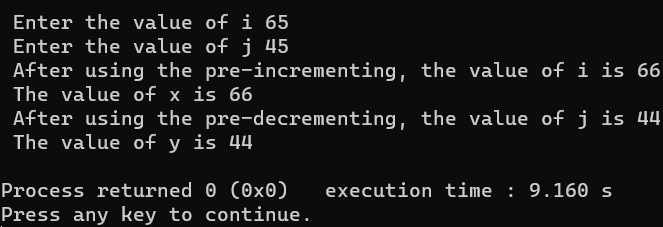 Enter the value of i 65
Enter the value of j 45
After using the pre-incrementing, the value of i is 66
The value of x is 66
After using the pre-decrementing, the value of j is 44
The value of y is 44
Process returned 0 (0x0)   execution time : 9.160 s
Press any key to continue.